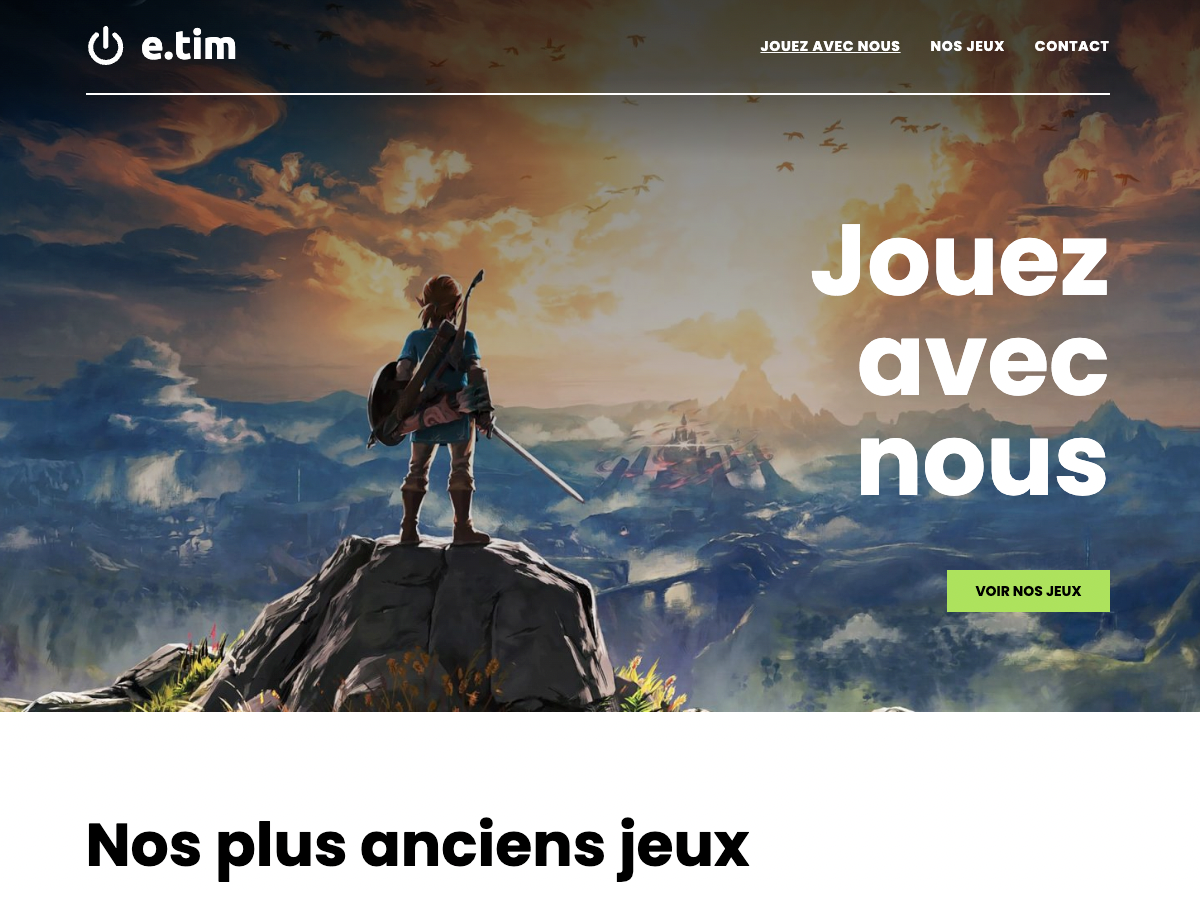 e.tim
JOUEZ AVEC NOUS
NOS JEUX
CONTACT
Jouez
avec
nous
VOIR NOS JEUX
Nos plus anciens jeux